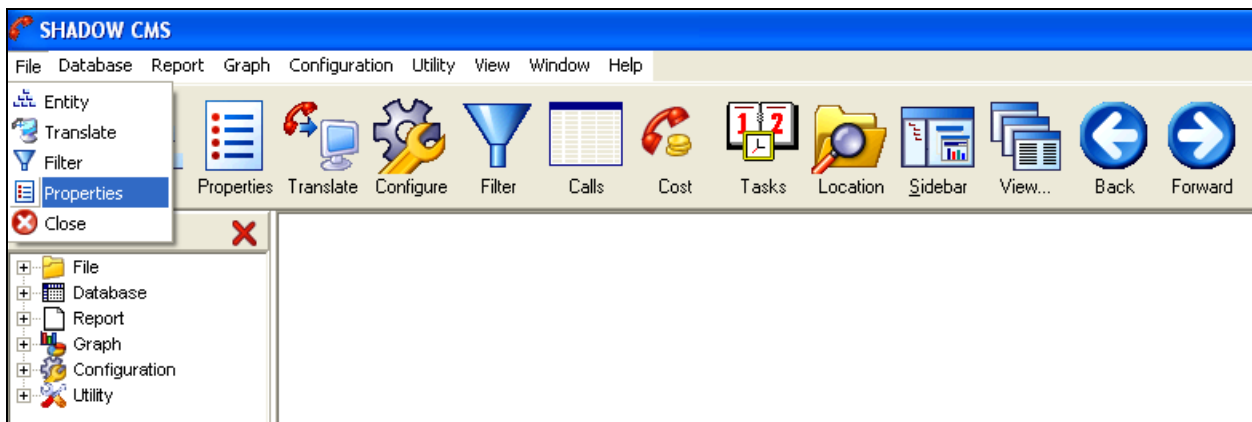 SHADOW CMS
File Database Report Graph Configuration Utility View Window Help
Entity
Translate
Filter
Properties
Close
Properties Translate Configure Filter Calls Cost Tasks Location Sidebar View... Back Forward
1 2
File
Database
Report
Graph
Configuration
Utility